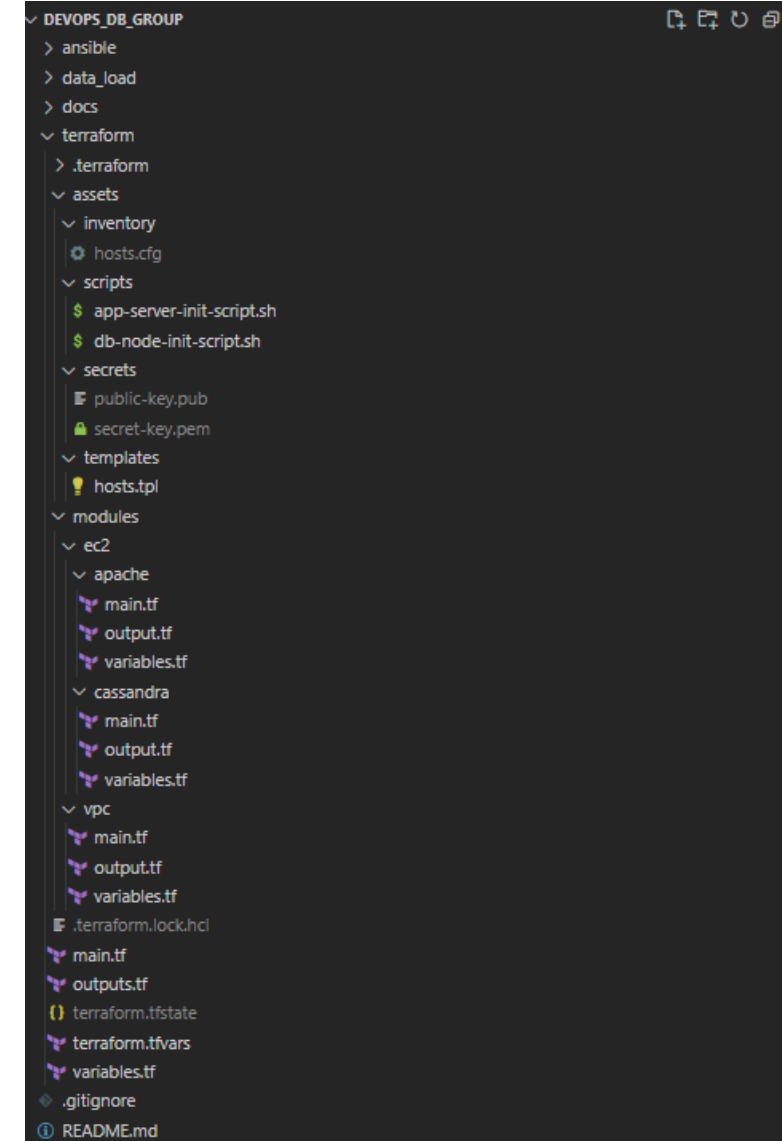 DEVOPS_DB_GROUP
ansible
data_load
docs
terraform
.terraform
assets
inventory
hosts.cfg
scripts
app-server-init-script.sh
db-node-init-script.sh
secrets
public-key.pub
secret-key.pem
templates
hosts.tpl
modules
ec2
apache
main.tf
output.tf
variables.tf
cassandra
main.tf
output.tf
variables.tf
vpc
main.tf
output.tf
variables.tf
.terraform.lock.hcl
main.tf
outputs.tf
terraform.tfstate
terraform.tfvars
variables.tf
.gitignore
README.md